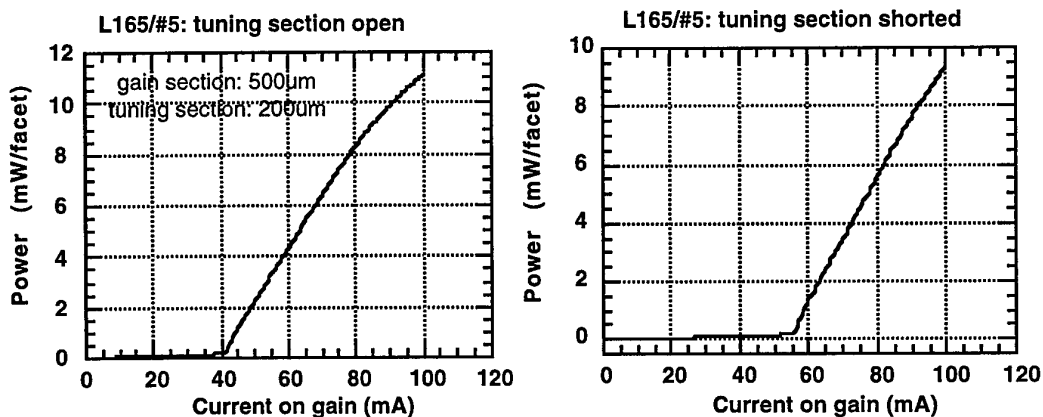 L165/#5: tuning section open
12
10
8
6
4
2
0
Power (mW/facet)
gain section: 500um
tuning section: 200um
0 20 40 60 80 100 120
Current on gain (mA)
L165/#5: tuning section shorted
10
8
6
4
2
0
Power (mW/facet)
0 20 40 60 80 100 120
Current on gain (mA)